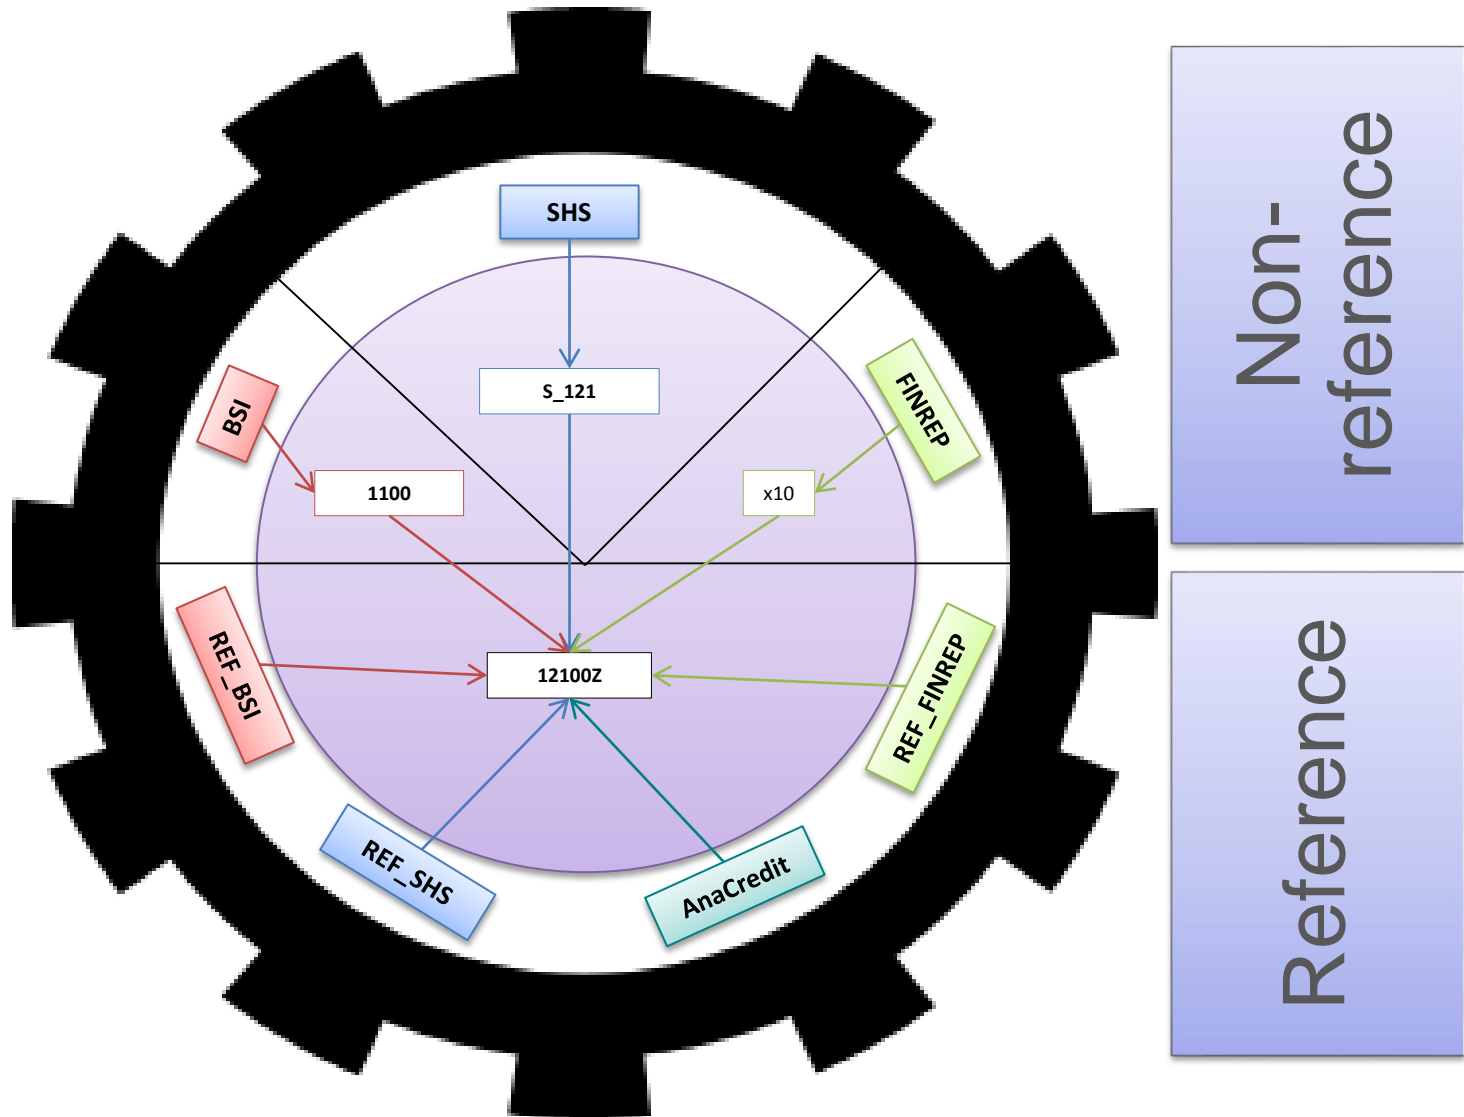 SHS
S_121
BSI
FINREP
1100
x10
REF_BSI
12100Z
REF_FINREP
REF_SHS
AnaCredit
Non-
reference
Reference